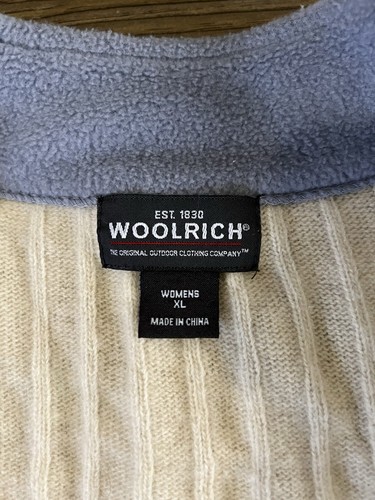 EST. 1830
WOOLRICH®
THE ORIGINAL OUTDOOR CLOTHING COMPANY™
WOMENS
XL
MADE IN CHINA